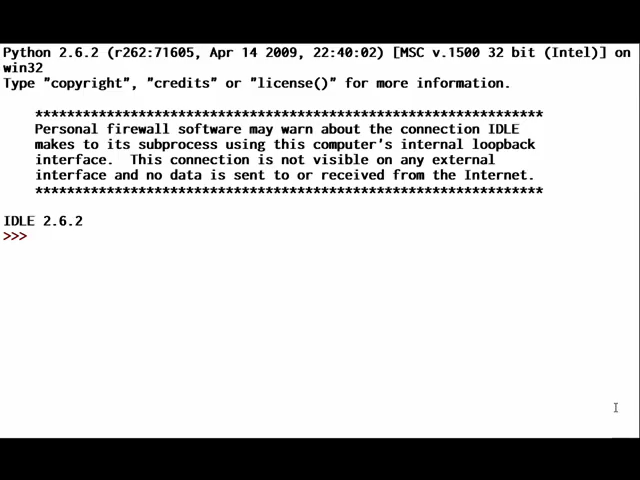 Python 2.6.2 (r262:71605, Apr 14 2009, 22:40:02) [MSC v.1500 32 bit (Intel)] on
win32
Type "copyright", "credits" or "license()" for more information.
****************************************************************
Personal firewall software may warn about the connection IDLE
makes to its subprocess using this computer's internal loopback
interface.  This connection is not visible on any external
interface and no data is sent to or received from the Internet.
****************************************************************
IDLE 2.6.2
>>>